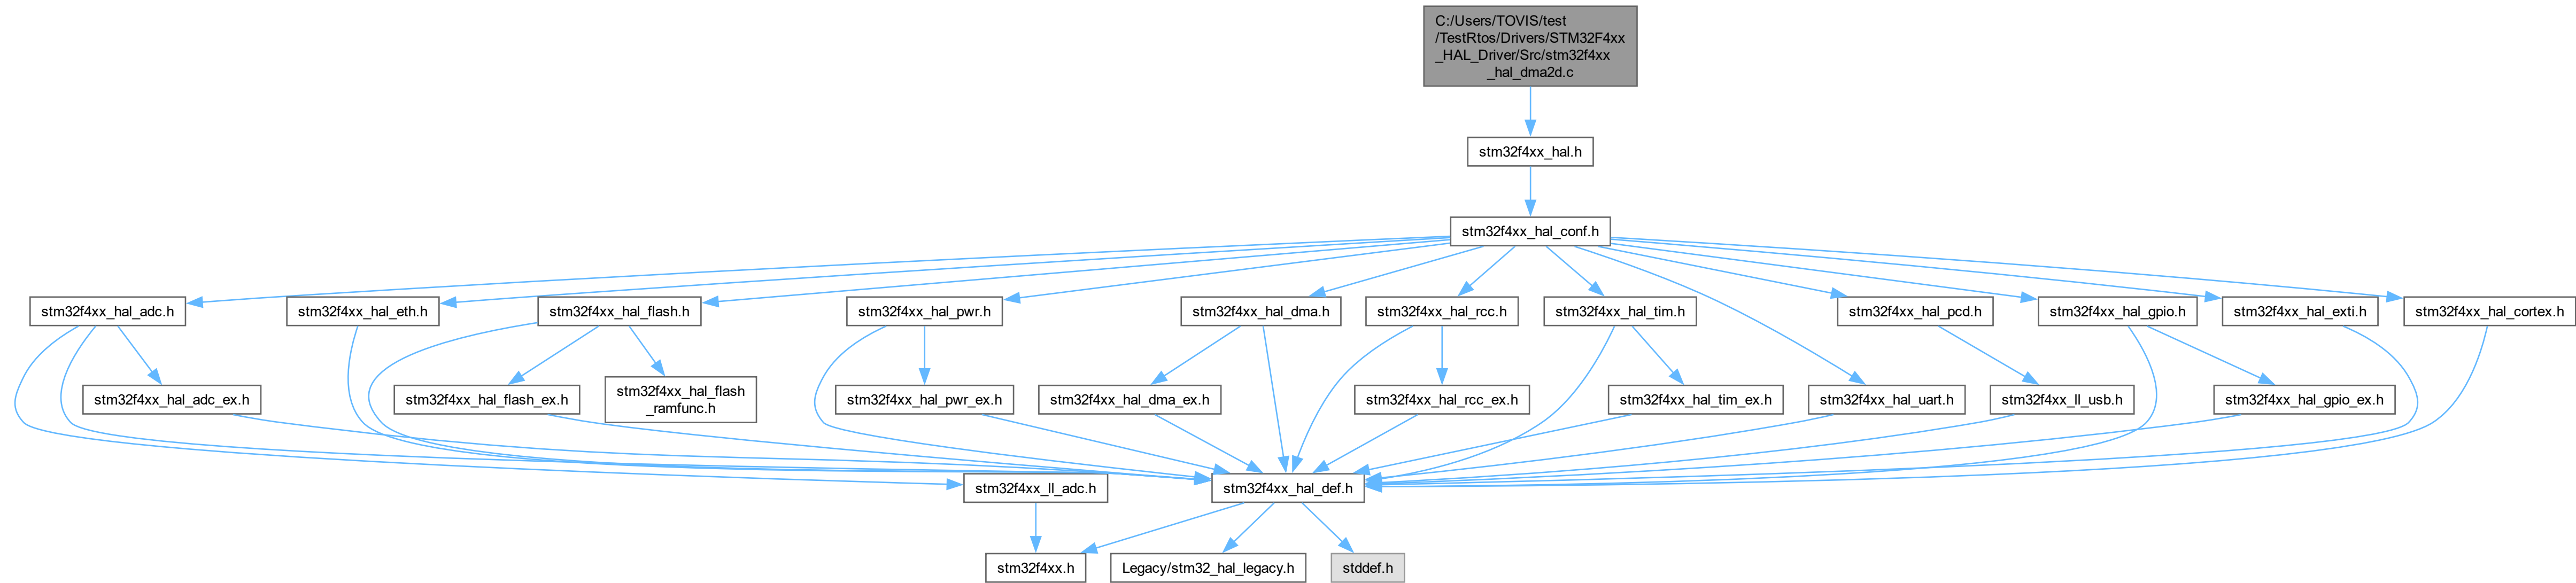 C:/Users/TOVIS/test
/TestRtos/Drivers/STM32F4xx
_HAL_Driver/Src/stm32f4xx
_hal_dma2d.c
stm32f4xx_hal.h
stm32f4xx_hal_conf.h
stm32f4xx_hal_adc.h
stm32f4xx_hal_eth.h
stm32f4xx_hal_flash.h
stm32f4xx_hal_pwr.h
stm32f4xx_hal_dma.h
stm32f4xx_hal_rcc.h
stm32f4xx_hal_tim.h
stm32f4xx_hal_pcd.h
stm32f4xx_hal_gpio.h
stm32f4xx_hal_exti.h
stm32f4xx_hal_cortex.h
stm32f4xx_hal_adc_ex.h
stm32f4xx_hal_flash_ex.h
stm32f4xx_hal_flash
_ramfunc.h
stm32f4xx_hal_pwr_ex.h
stm32f4xx_hal_dma_ex.h
stm32f4xx_hal_rcc_ex.h
stm32f4xx_hal_tim_ex.h
stm32f4xx_hal_uart.h
stm32f4xx_ll_usb.h
stm32f4xx_hal_gpio_ex.h
stm32f4xx_ll_adc.h
stm32f4xx_hal_def.h
stm32f4xx.h
Legacy/stm32_hal_legacy.h
stddef.h